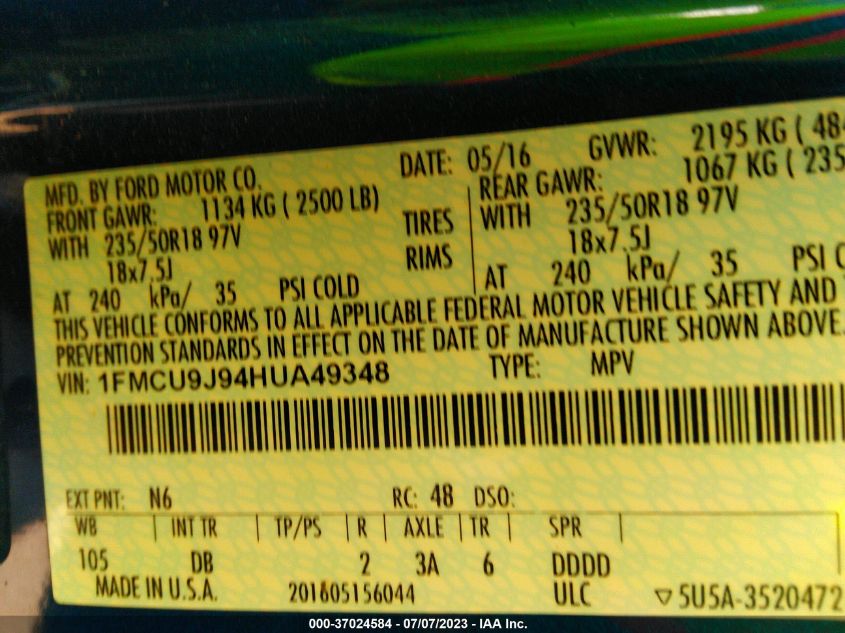 MFD. BY FORD MOTOR CO. DATE: 05/16 GVWR: 2195 KG ( 484
FRONT GAWR: 1134 KG ( 2500 LB) REAR GAWR: 1067 KG ( 235
WITH 235/50R18 97V TIRES WITH 235/50R18 97V
18x7.5J RIMS 18x7.5J
AT 240 kPa/ 35 PSI COLD AT 240 kPa/ 35 PSI C
THIS VEHICLE CONFORMS TO ALL APPLICABLE FEDERAL MOTOR VEHICLE SAFETY AND
PREVENTION STANDARDS IN EFFECT ON THE DATE OF MANUFACTURE SHOWN ABOVE.
VIN: 1FMCU9J94HUA49348 TYPE: MPV
EXT PNT: N6 RC: 48 DSO:
WB | INT TR | TP/PS | R | AXLE | TR | SPR |
105 DB 2 3A 6 DDDD
MADE IN U.S.A. 201605156044 ULC ▽ 5U5A-3520472
000-37024584 - 07/07/2023 - IAA Inc.